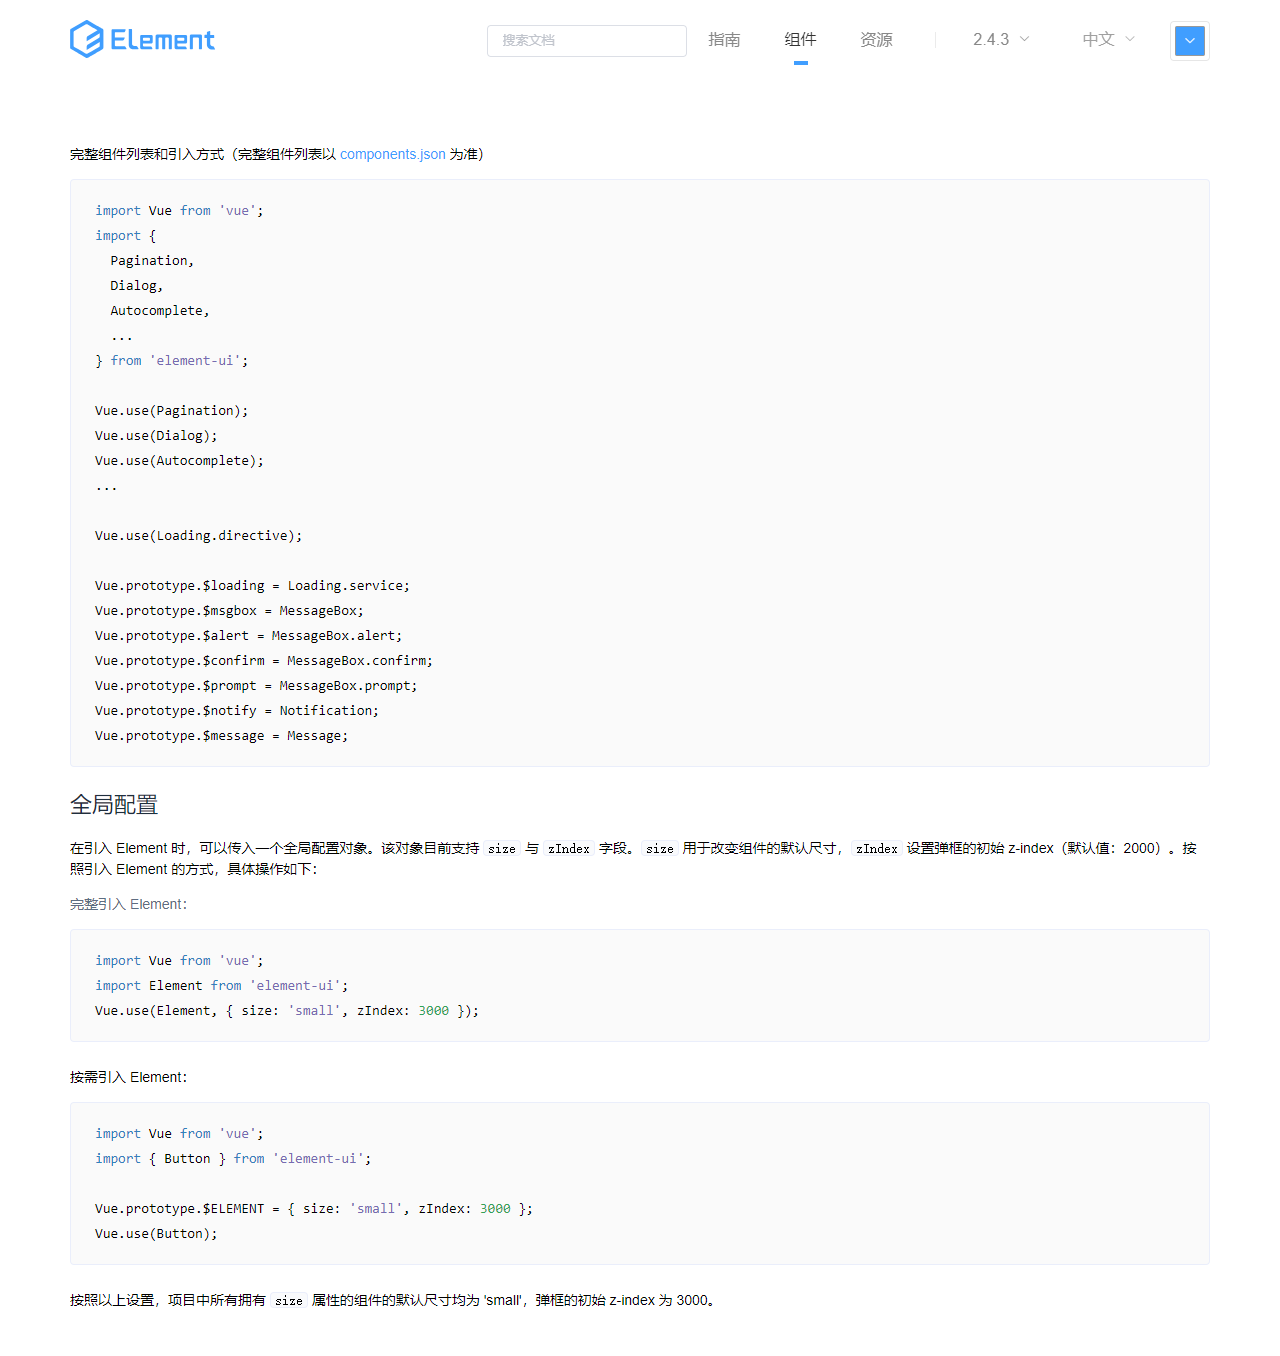 Element
搜索文档
指南
组件
资源
2.4.3
中文
完整组件列表和引入方式（完整组件列表以 components.json 为准）
import Vue from 'vue';
import {
  Pagination,
  Dialog,
  Autocomplete,
  ...
} from 'element-ui';
Vue.use(Pagination);
Vue.use(Dialog);
Vue.use(Autocomplete);
...
Vue.use(Loading.directive);
Vue.prototype.$loading = Loading.service;
Vue.prototype.$msgbox = MessageBox;
Vue.prototype.$alert = MessageBox.alert;
Vue.prototype.$confirm = MessageBox.confirm;
Vue.prototype.$prompt = MessageBox.prompt;
Vue.prototype.$notify = Notification;
Vue.prototype.$message = Message;
全局配置
在引入 Element 时，可以传入一个全局配置对象。该对象目前支持 size 与 zIndex 字段。size 用于改变组件的默认尺寸，zIndex 设置弹框的初始 z-index（默认值：2000）。按
照引入 Element 的方式，具体操作如下：
完整引入 Element：
import Vue from 'vue';
import Element from 'element-ui';
Vue.use(Element, { size: 'small', zIndex: 3000 });
按需引入 Element：
import Vue from 'vue';
import { Button } from 'element-ui';
Vue.prototype.$ELEMENT = { size: 'small', zIndex: 3000 };
Vue.use(Button);
按照以上设置，项目中所有拥有 size 属性的组件的默认尺寸均为 'small'，弹框的初始 z-index 为 3000。